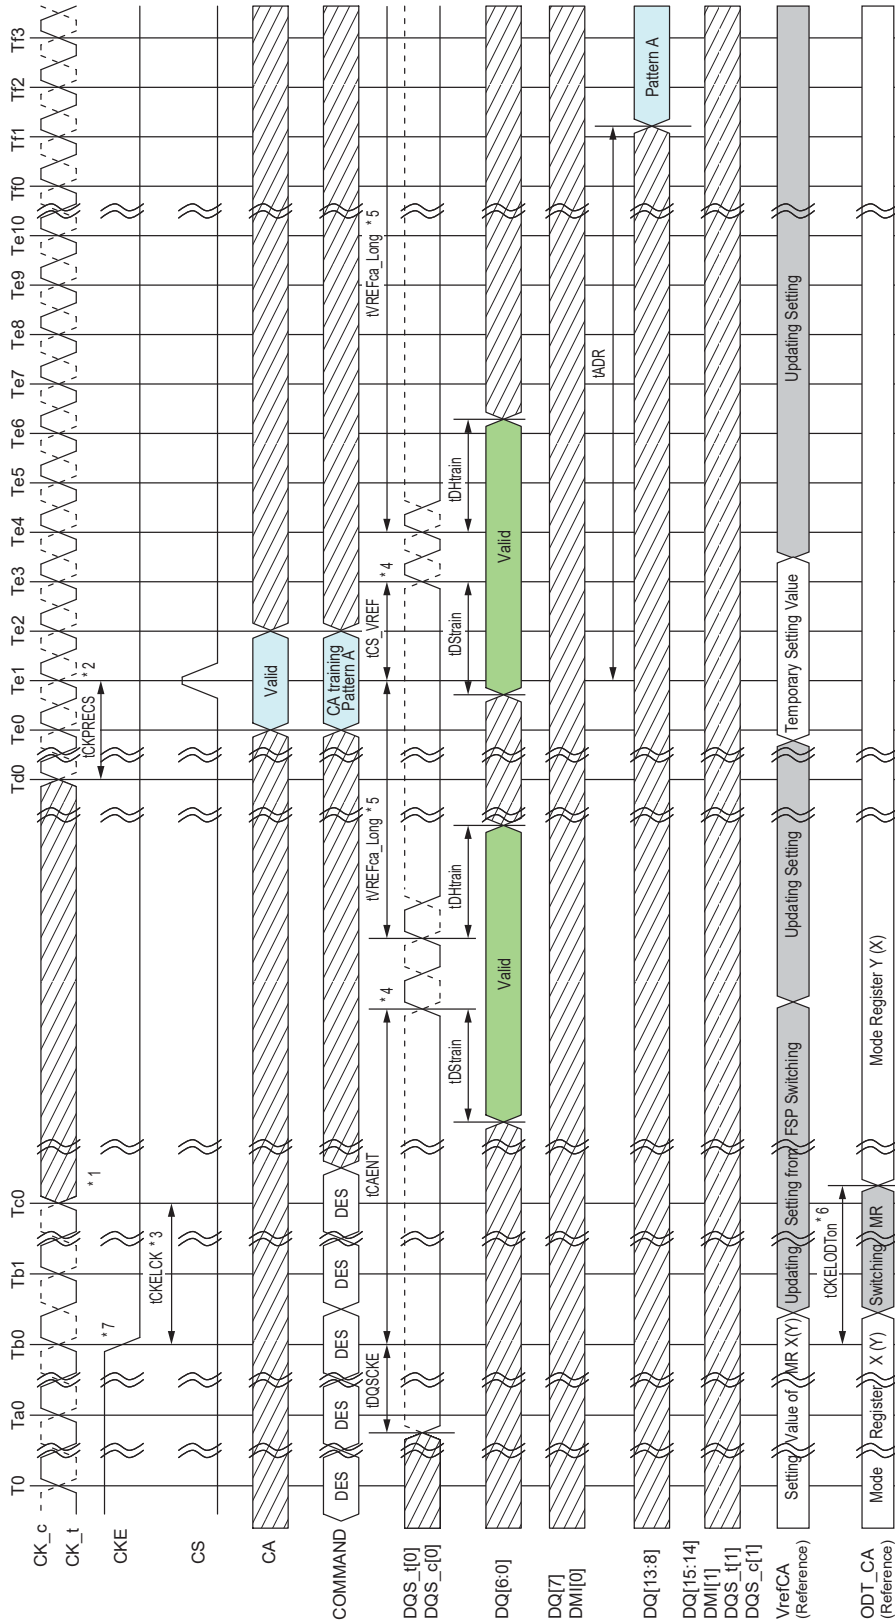 T0 Ta0 Tb0 Tb1 Tc0 Td0 Te0 Te1 Te2 Te3 Te4 Te5 Te6 Te7 Te8 Te9 Te10 Tf0 Tf1 Tf2 Tf3
CK_c
CK_t
* 1
* 2
tCKPRECS
CKE
* 7
tCKELCK * 3
CS
CA
Valid
COMMAND
DES DES DES DES DES
CA training
Pattern A
tDQSCKE
tCAENT
* 4
tVREFca_Long * 5
tCS_VREF
* 4
tVREFca_Long * 5
DQS_t[0]
DQS_c[0]
tDStrain
tDHtrain
tDStrain
tDHtrain
DQ[6:0]
Valid
Valid
DQ[7]
DMI[0]
tADR
DQ[13:8]
Pattern A
DQ[15:14]
DMI[1]
DQS_t[1]
DQS_c[1]
VrefCA
(Reference)
Setting Value of MR X(Y)
Updating Setting from FSP Switching
Updating Setting
Temporary Setting Value
Updating Setting
tCKELODTon * 6
ODT_CA
(Reference)
Mode Register X (Y)
Switching MR
Mode Register Y (X)